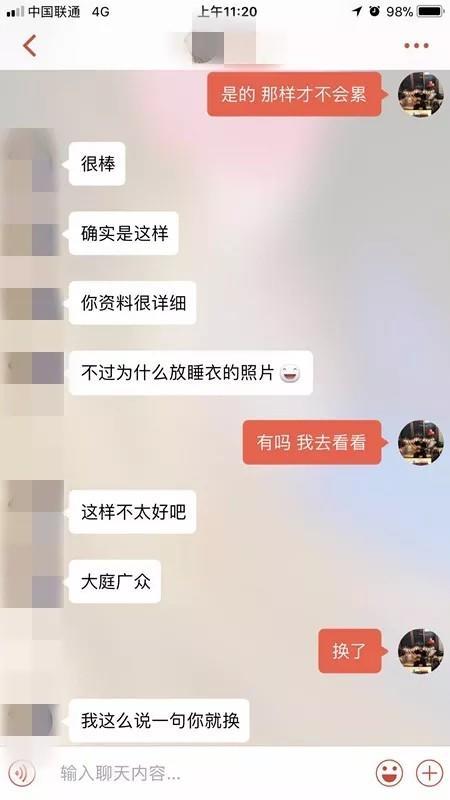 中国联通 4G 上午11:20 98%
是的 那样才不会累
很棒
确实是这样
你资料很详细
不过为什么放睡衣的照片
有吗 我去看看
这样不太好吧
大庭广众
换了
我这么说一句你就换
输入聊天内容...